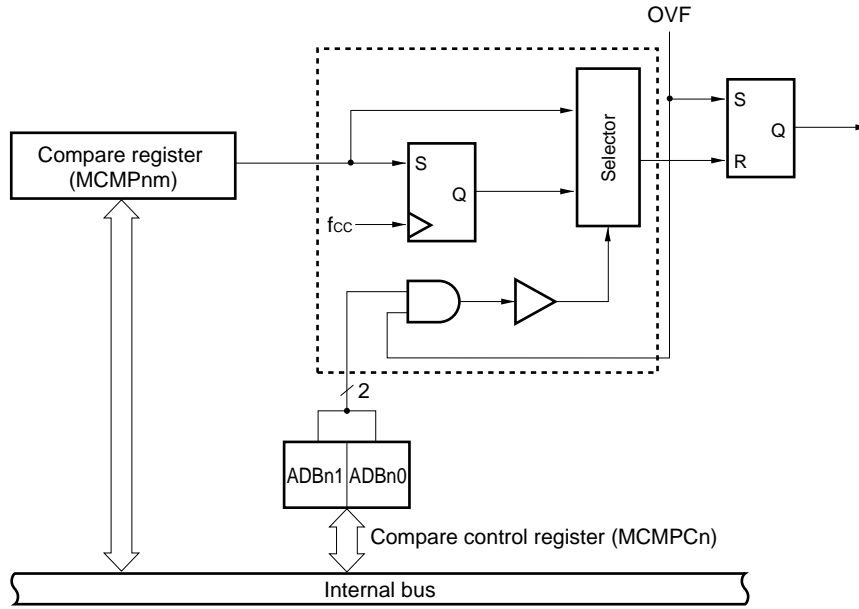 OVF
S
Q
R
Compare register
(MCMPnm)
S
Q
fCC
Selector
2
ADBn1
ADBn0
Compare control register (MCMPCn)
Internal bus